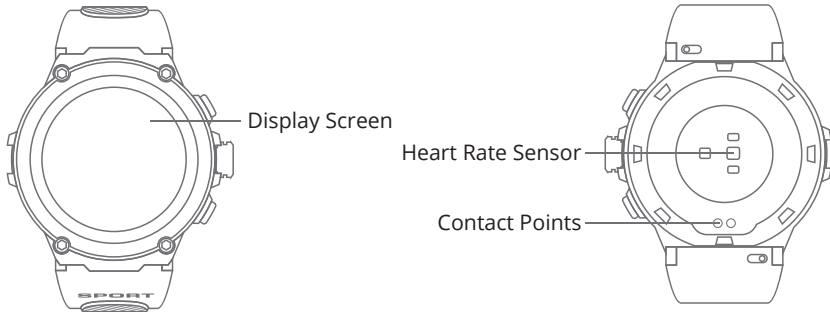 Display Screen
Heart Rate Sensor
Contact Points
SPORT